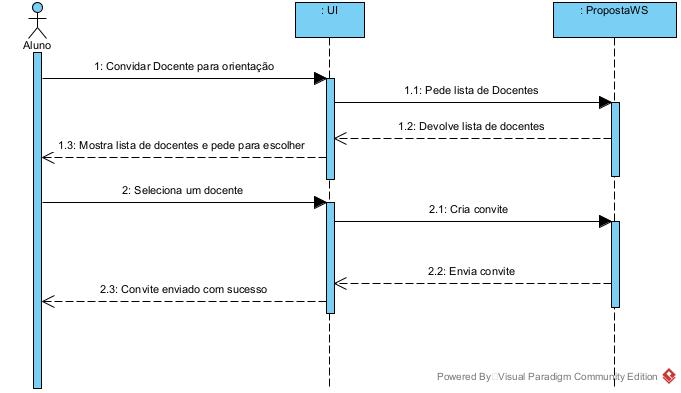 : UI
: PropostaWS
Aluno
1: Convidar Docente para orientação
1.1: Pede lista de Docentes
1.2: Devolve lista de docentes
1.3: Mostra lista de docentes e pede para escolher
2: Seleciona um docente
2.1: Cria convite
2.2: Envia convite
2.3: Convite enviado com sucesso
Powered By Visual Paradigm Community Edition